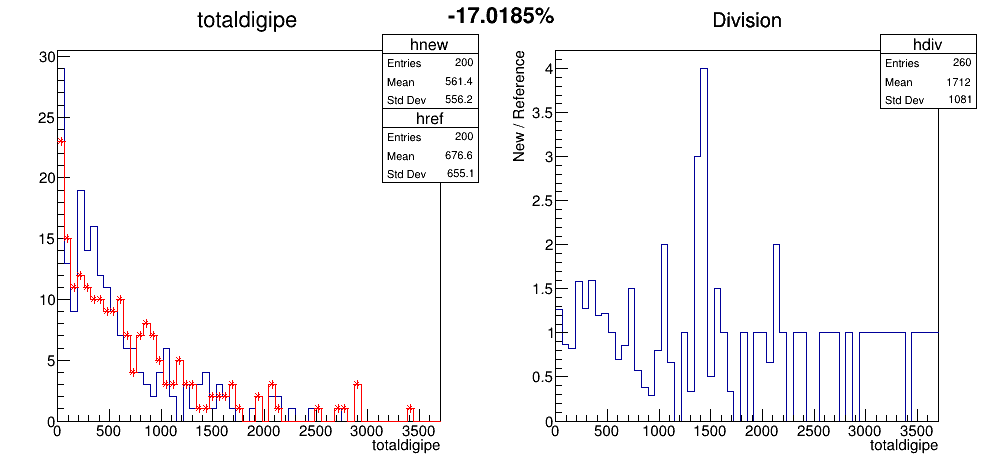 -17.0185%
totaldigipe
hnew
Entries 200
Mean 561.4
Std Dev 556.2
href
Entries 200
Mean 676.6
Std Dev 655.1
30
25
20
15
10
5
0
0 500 1000 1500 2000 2500 3000 3500
totaldigipe
Division
hdiv
Entries 260
Mean 1712
Std Dev 1081
New / Reference
4
3.5
3
2.5
2
1.5
1
0.5
0
0 500 1000 1500 2000 2500 3000 3500
totaldigipe